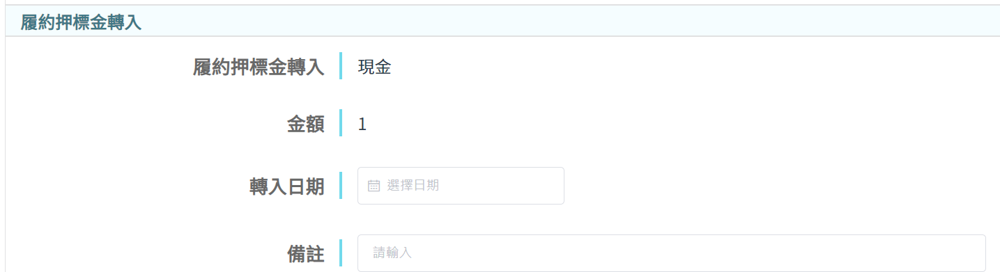 履約押標金轉入
履約押標金轉入 現金
金額 1
轉入日期 選擇日期
備註 請輸入